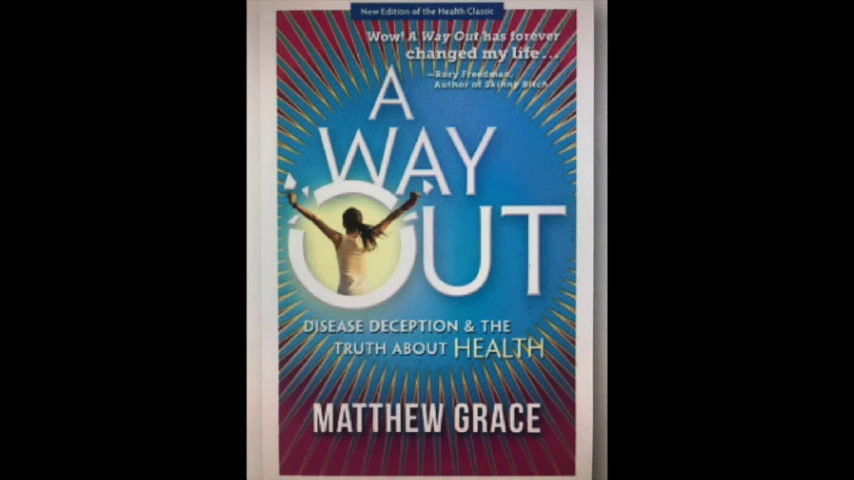 New Edition of the Health Classic
Wow! A Way Out has forever
changed my life...
—Rory Freedman,
Author of Skinny Bitch
A
WAY
OUT
DISEASE DECEPTION & THE
TRUTH ABOUT HEALTH
MATTHEW GRACE